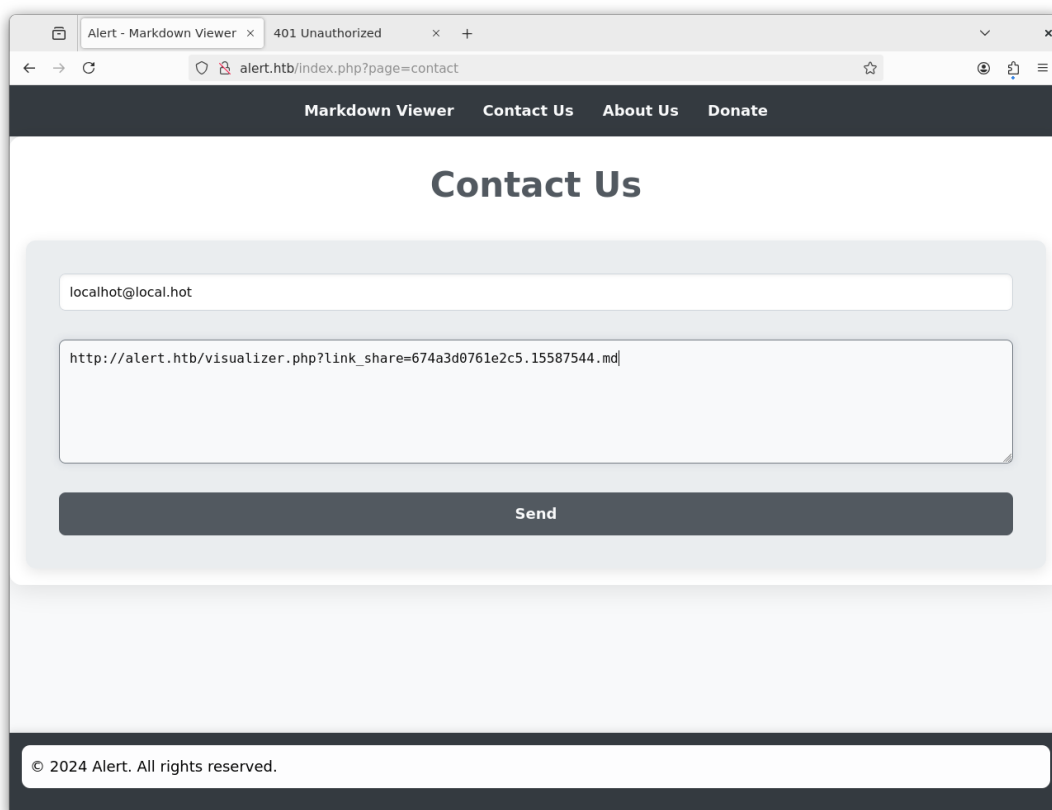 Alert - Markdown Viewer
401 Unauthorized
alert.htb/index.php?page=contact
Markdown Viewer Contact Us About Us Donate
Contact Us
localhot@local.hot
http://alert.htb/visualizer.php?link_share=674a3d0761e2c5.15587544.md
Send
© 2024 Alert. All rights reserved.